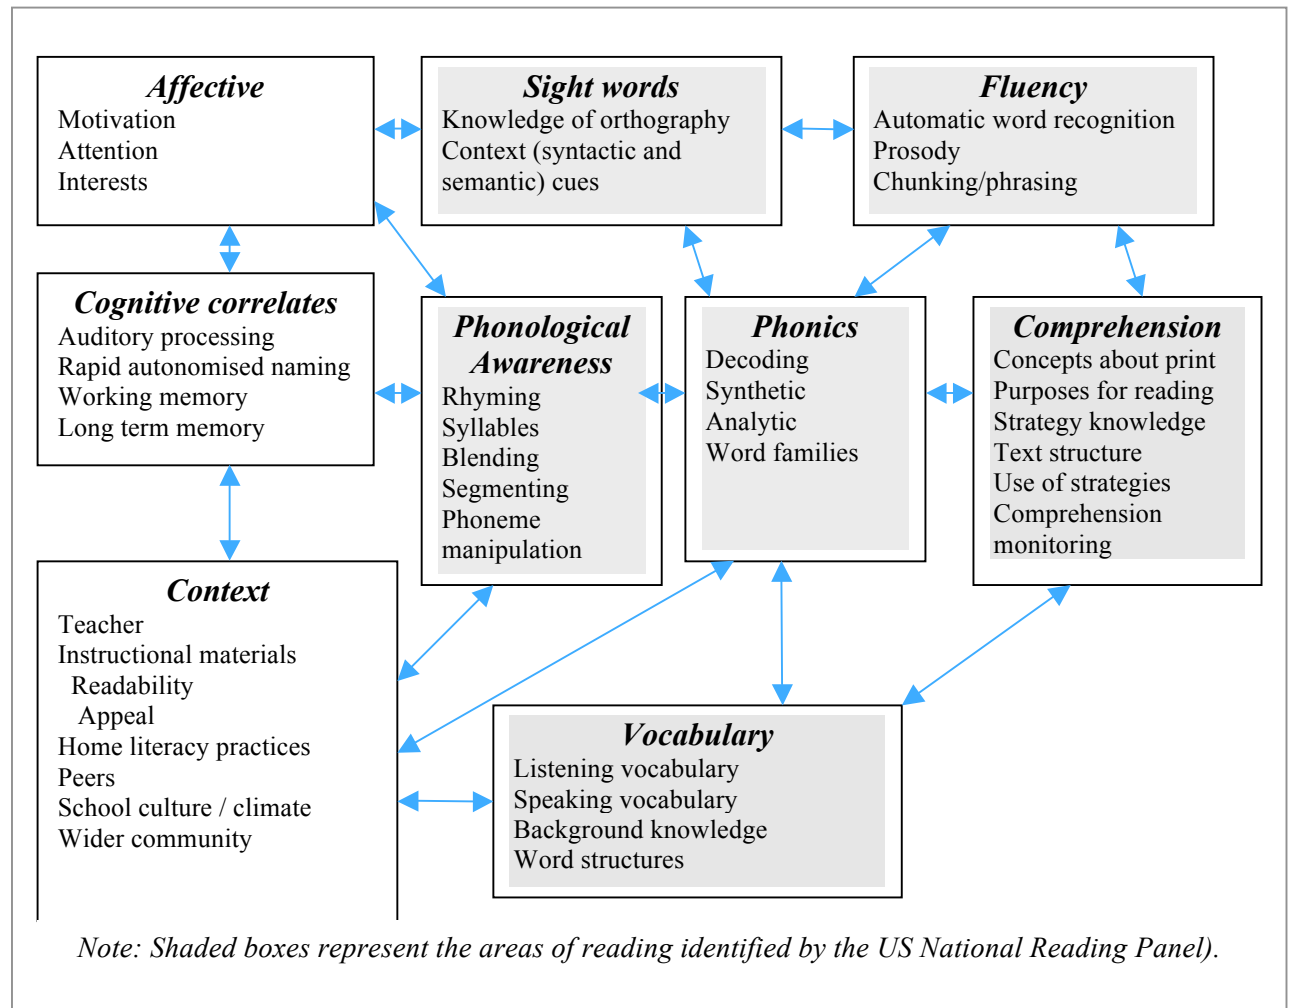 Affective
Motivation
Attention
Interests
Sight words
Knowledge of orthography
Context (syntactic and
semantic) cues
Fluency
Automatic word recognition
Prosody
Chunking/phrasing
Cognitive correlates
Auditory processing
Rapid autonomised naming
Working memory
Long term memory
Phonological
Awareness
Rhyming
Syllables
Blending
Segmenting
Phoneme
manipulation
Phonics
Decoding
Synthetic
Analytic
Word families
Comprehension
Concepts about print
Purposes for reading
Strategy knowledge
Text structure
Use of strategies
Comprehension
monitoring
Context
Teacher
Instructional materials
Readability
Appeal
Home literacy practices
Peers
School culture / climate
Wider community
Vocabulary
Listening vocabulary
Speaking vocabulary
Background knowledge
Word structures
Note: Shaded boxes represent the areas of reading identified by the US National Reading Panel).